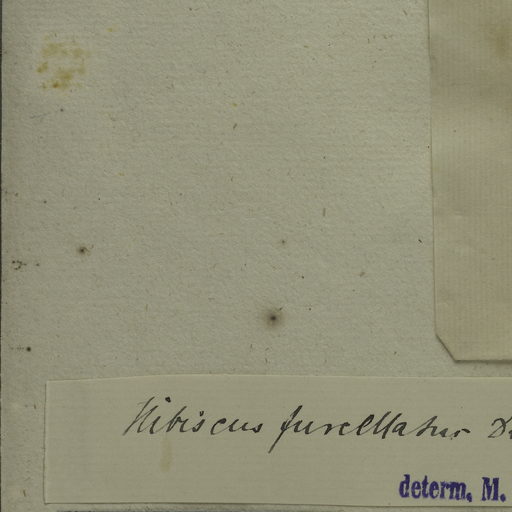 Hibiscus furcellatus
determ. M.